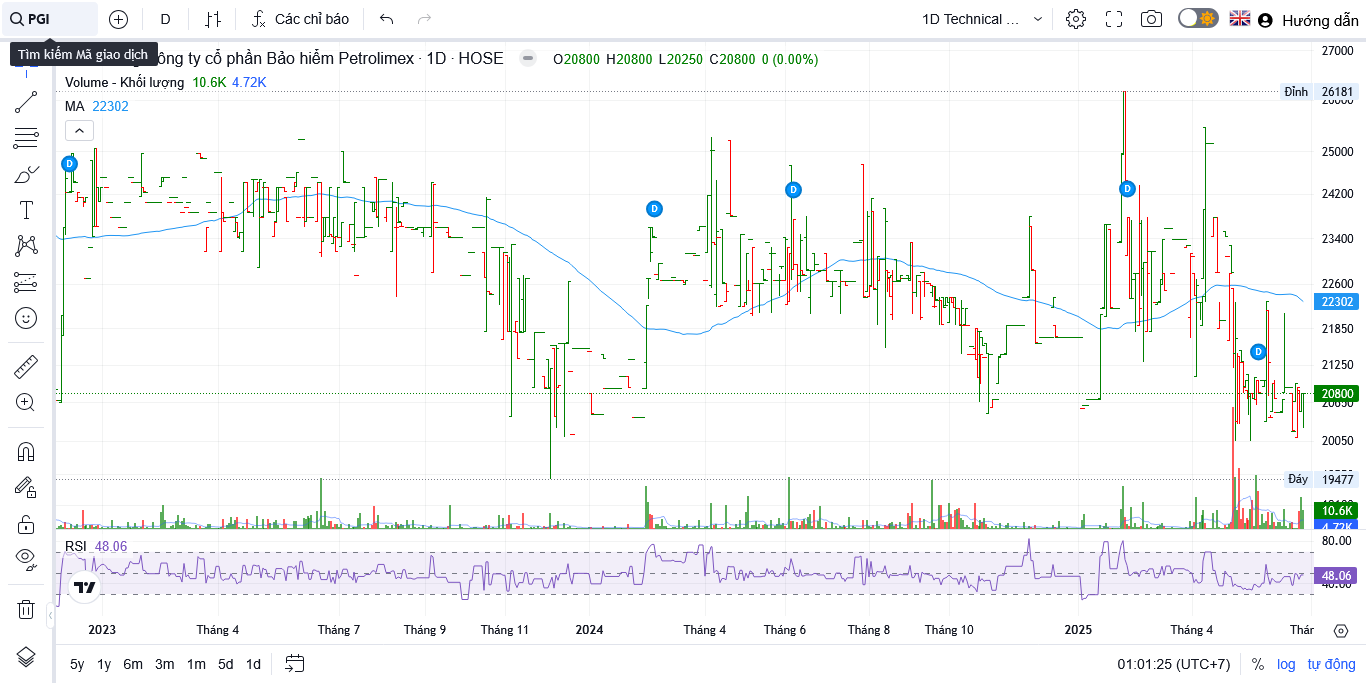 PGI
D
Các chỉ báo
1D Technical ...
Hướng dẫn
Tìm kiếm Mã giao dịch
ông ty cổ phần Bảo hiểm Petrolimex · 1D · HOSE
O20800 H20800 L20250 C20800 0 (0.00%)
Volume - Khối lượng 10.6K 4.72K
MA 22302
27000
Đỉnh 26181
26000
25000
24200
23400
22600
22302
21850
21250
20800
20650
20050
Đáy 19477
10.6K
4.72K
D
D
D
D
D
RSI 48.06
80.00
48.06
40.00
2023 Tháng 4 Tháng 7 Tháng 9 Tháng 11 2024 Tháng 4 Tháng 6 Tháng 8 Tháng 10 2025 Tháng 4 Thár
5y 1y 6m 3m 1m 5d 1d
01:01:25 (UTC+7) % log tự động